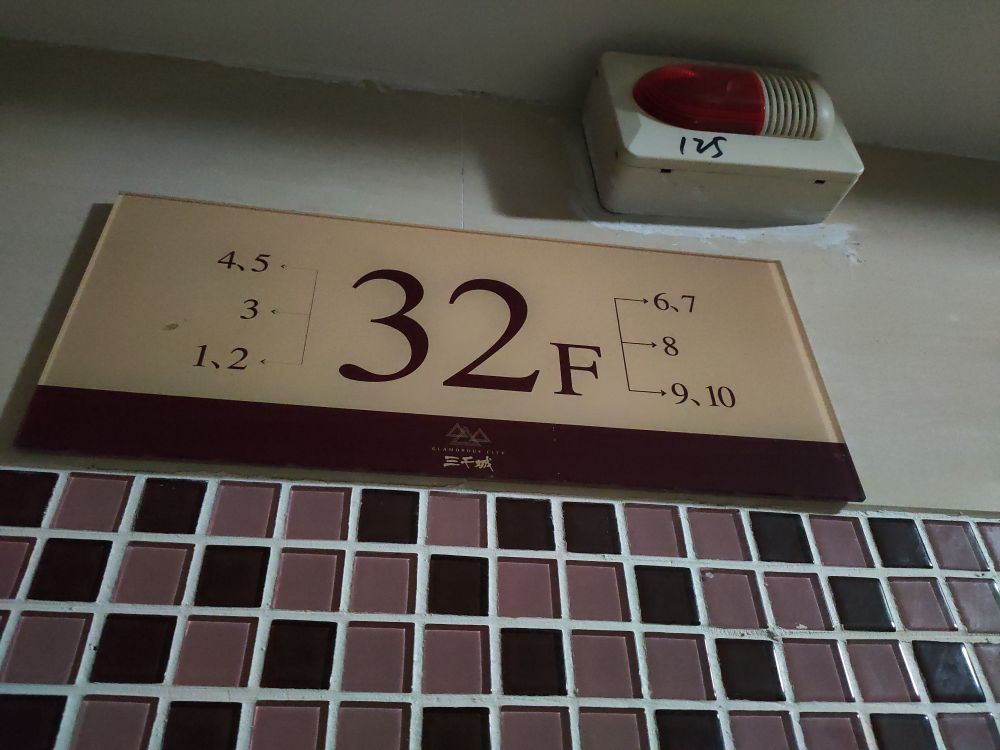 125
4、5
3
1、2
32F
6、7
8
9、10
GLAMOROUS CITY
三千城